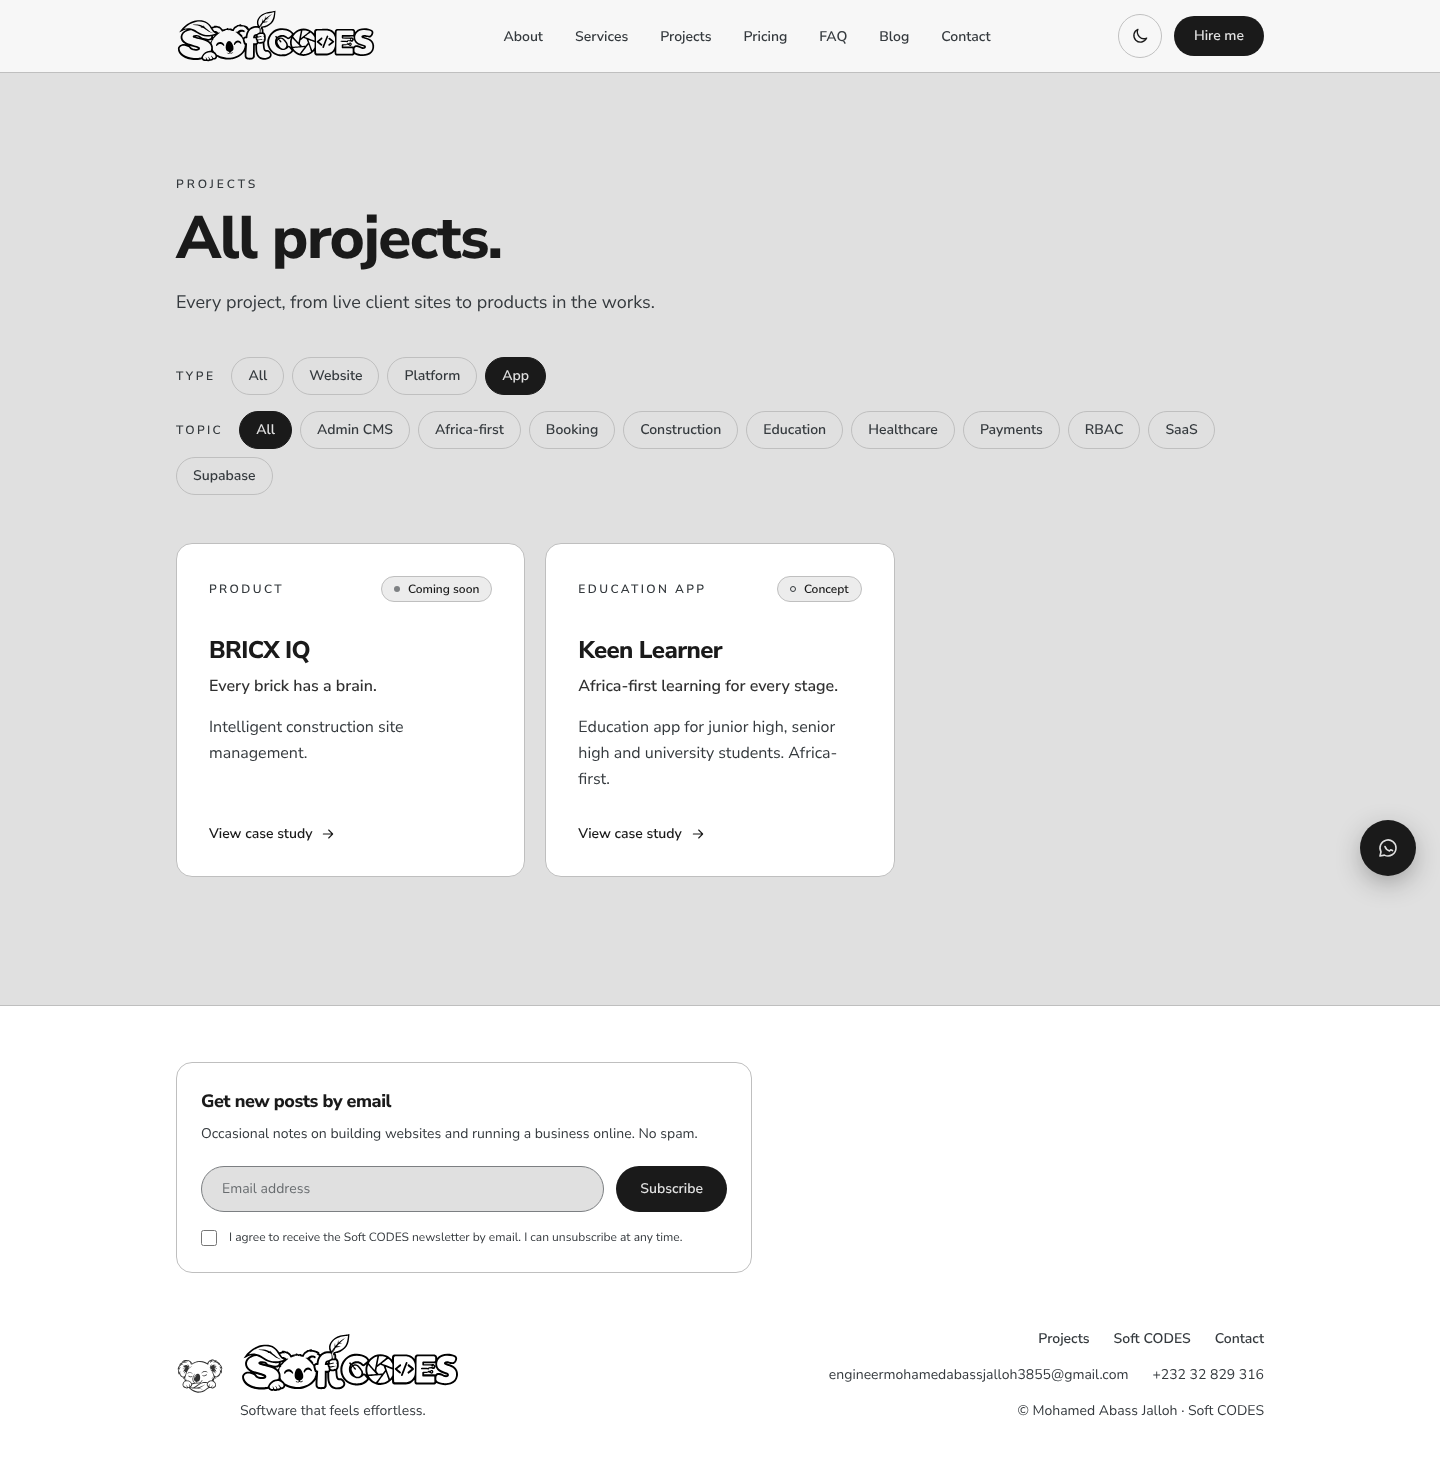 SoftCODES
About Services Projects Pricing FAQ Blog Contact
Hire me
PROJECTS
All projects.
Every project, from live client sites to products in the works.
TYPE All Website Platform App
TOPIC All Admin CMS Africa-first Booking Construction Education Healthcare Payments RBAC SaaS
Supabase
PRODUCT
Coming soon
BRICX IQ
Every brick has a brain.
Intelligent construction site
management.
View case study →
EDUCATION APP
Concept
Keen Learner
Africa-first learning for every stage.
Education app for junior high, senior
high and university students. Africa-
first.
View case study →
Get new posts by email
Occasional notes on building websites and running a business online. No spam.
Email address
Subscribe
I agree to receive the Soft CODES newsletter by email. I can unsubscribe at any time.
SoftCODES
Software that feels effortless.
Projects Soft CODES Contact
engineermohamedabassjalloh3855@gmail.com +232 32 829 316
© Mohamed Abass Jalloh · Soft CODES